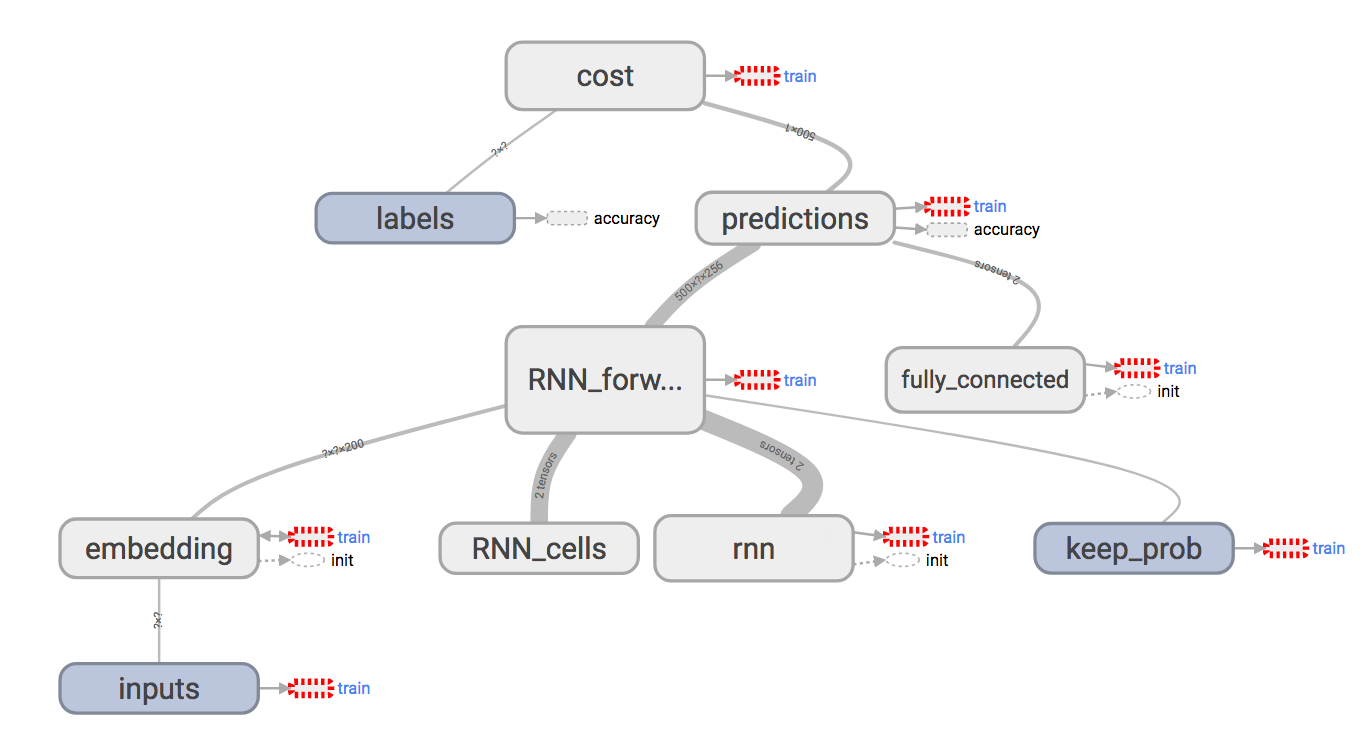 cost
train
500×1
?×?
labels
accuracy
predictions
train
accuracy
500×?×256
2 tensors
RNN_forw...
train
fully_connected
train
init
?×?×200
2 tensors
2 tensors
embedding
train
init
RNN_cells
rnn
train
init
keep_prob
train
?×?
inputs
train